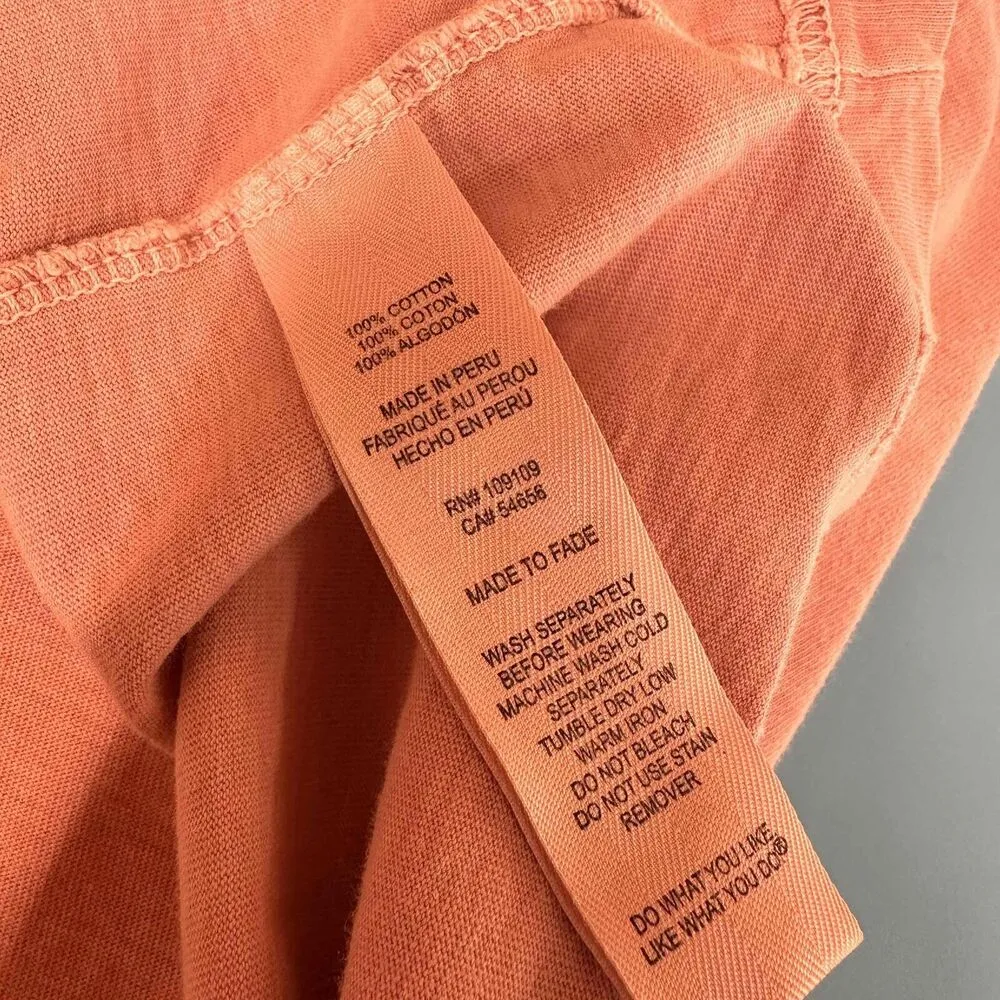 100% COTTON
100% COTON
100% ALGODÓN
MADE IN PERU
FABRIQUÉ AU PEROU
HECHO EN PERÚ
RN# 109109
CA# 54656
MADE TO FADE
WASH SEPARATELY
BEFORE WEARING
MACHINE WASH COLD
SEPARATELY
TUMBLE DRY LOW
WARM IRON
DO NOT BLEACH
DO NOT USE STAIN
REMOVER
DO WHAT YOU LIKE
LIKE WHAT YOU DO®